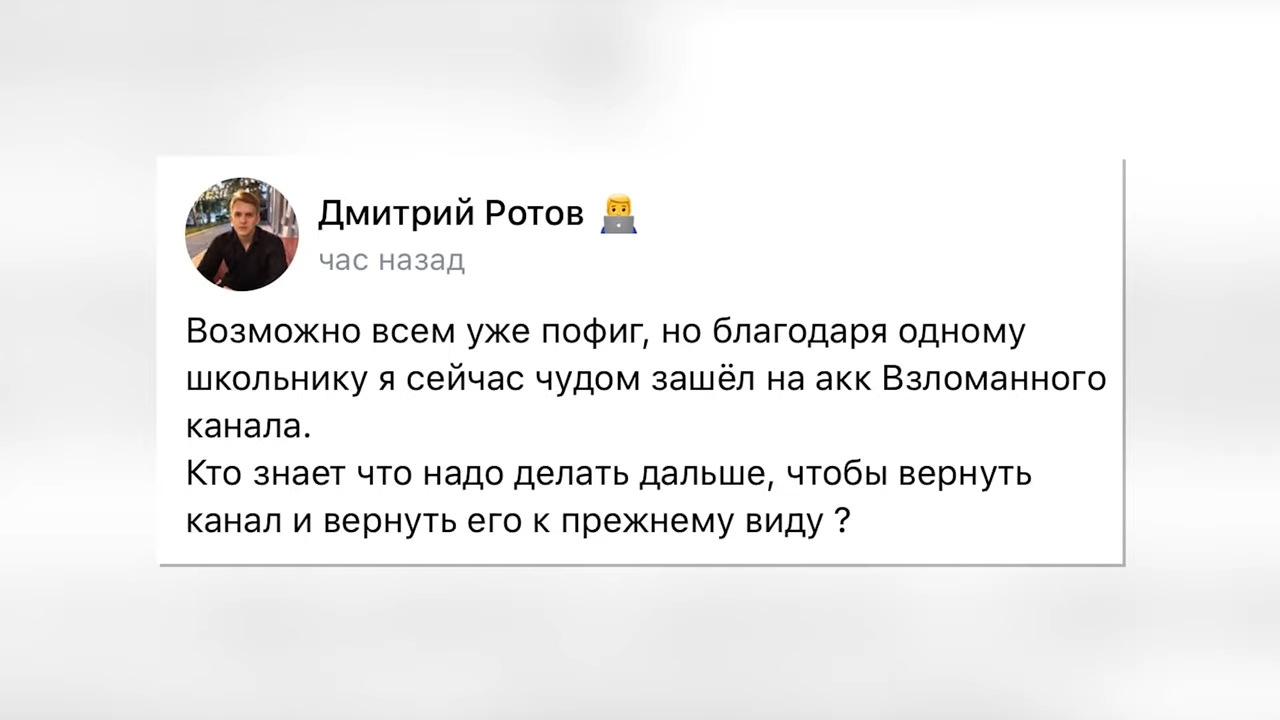 Дмитрий Ротов 👨‍💻
час назад
Возможно всем уже пофиг, но благодаря одному
школьнику я сейчас чудом зашёл на акк Взломанного
канала.
Кто знает что надо делать дальше, чтобы вернуть
канал и вернуть его к прежнему виду ?